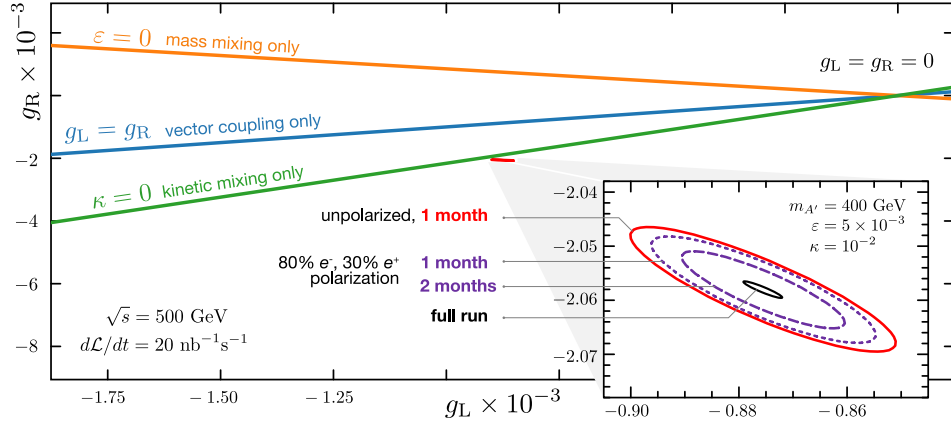 ε = 0 mass mixing only
g_L = g_R = 0
g_R × 10⁻³
g_L = g_R vector coupling only
-2
κ = 0 kinetic mixing only
-4
-6
-8
unpolarized, 1 month
80% e⁻, 30% e⁺
polarization
1 month
2 months
full run
√s = 500 GeV
dℒ/dt = 20 nb⁻¹s⁻¹
−2.04
−2.05
−2.06
−2.07
m_A′ = 400 GeV
ε = 5 × 10⁻³
κ = 10⁻²
−0.90
−0.88
−0.86
−1.75
−1.50
−1.25
g_L × 10⁻³